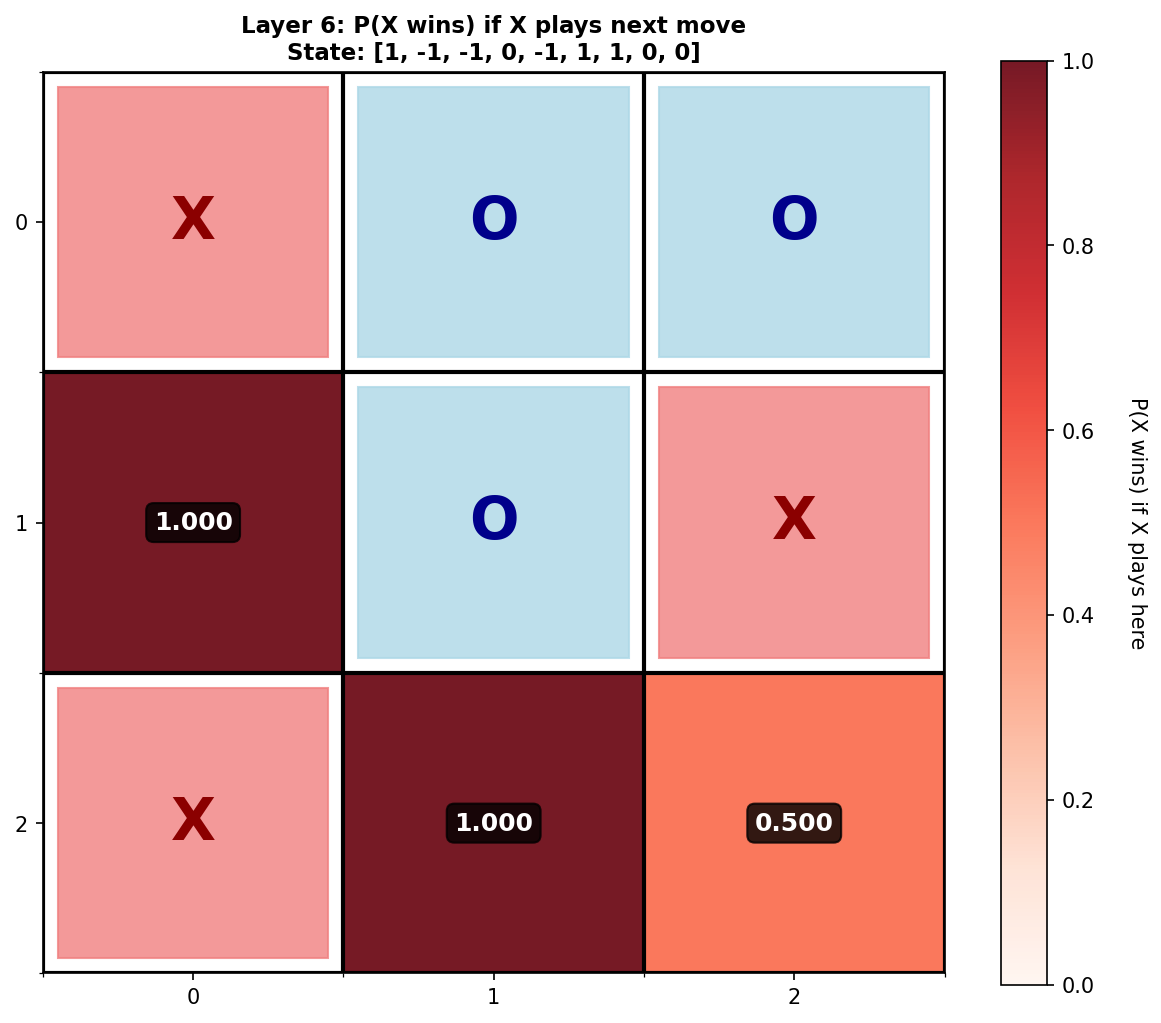 Layer 6: P(X wins) if X plays next move
State: [1, -1, -1, 0, -1, 1, 1, 0, 0]
0
X
O
O
1
1.000
O
X
2
X
1.000
0.500
0
1
2
1.0
0.8
0.6
0.4
0.2
0.0
P(X wins) if X plays here